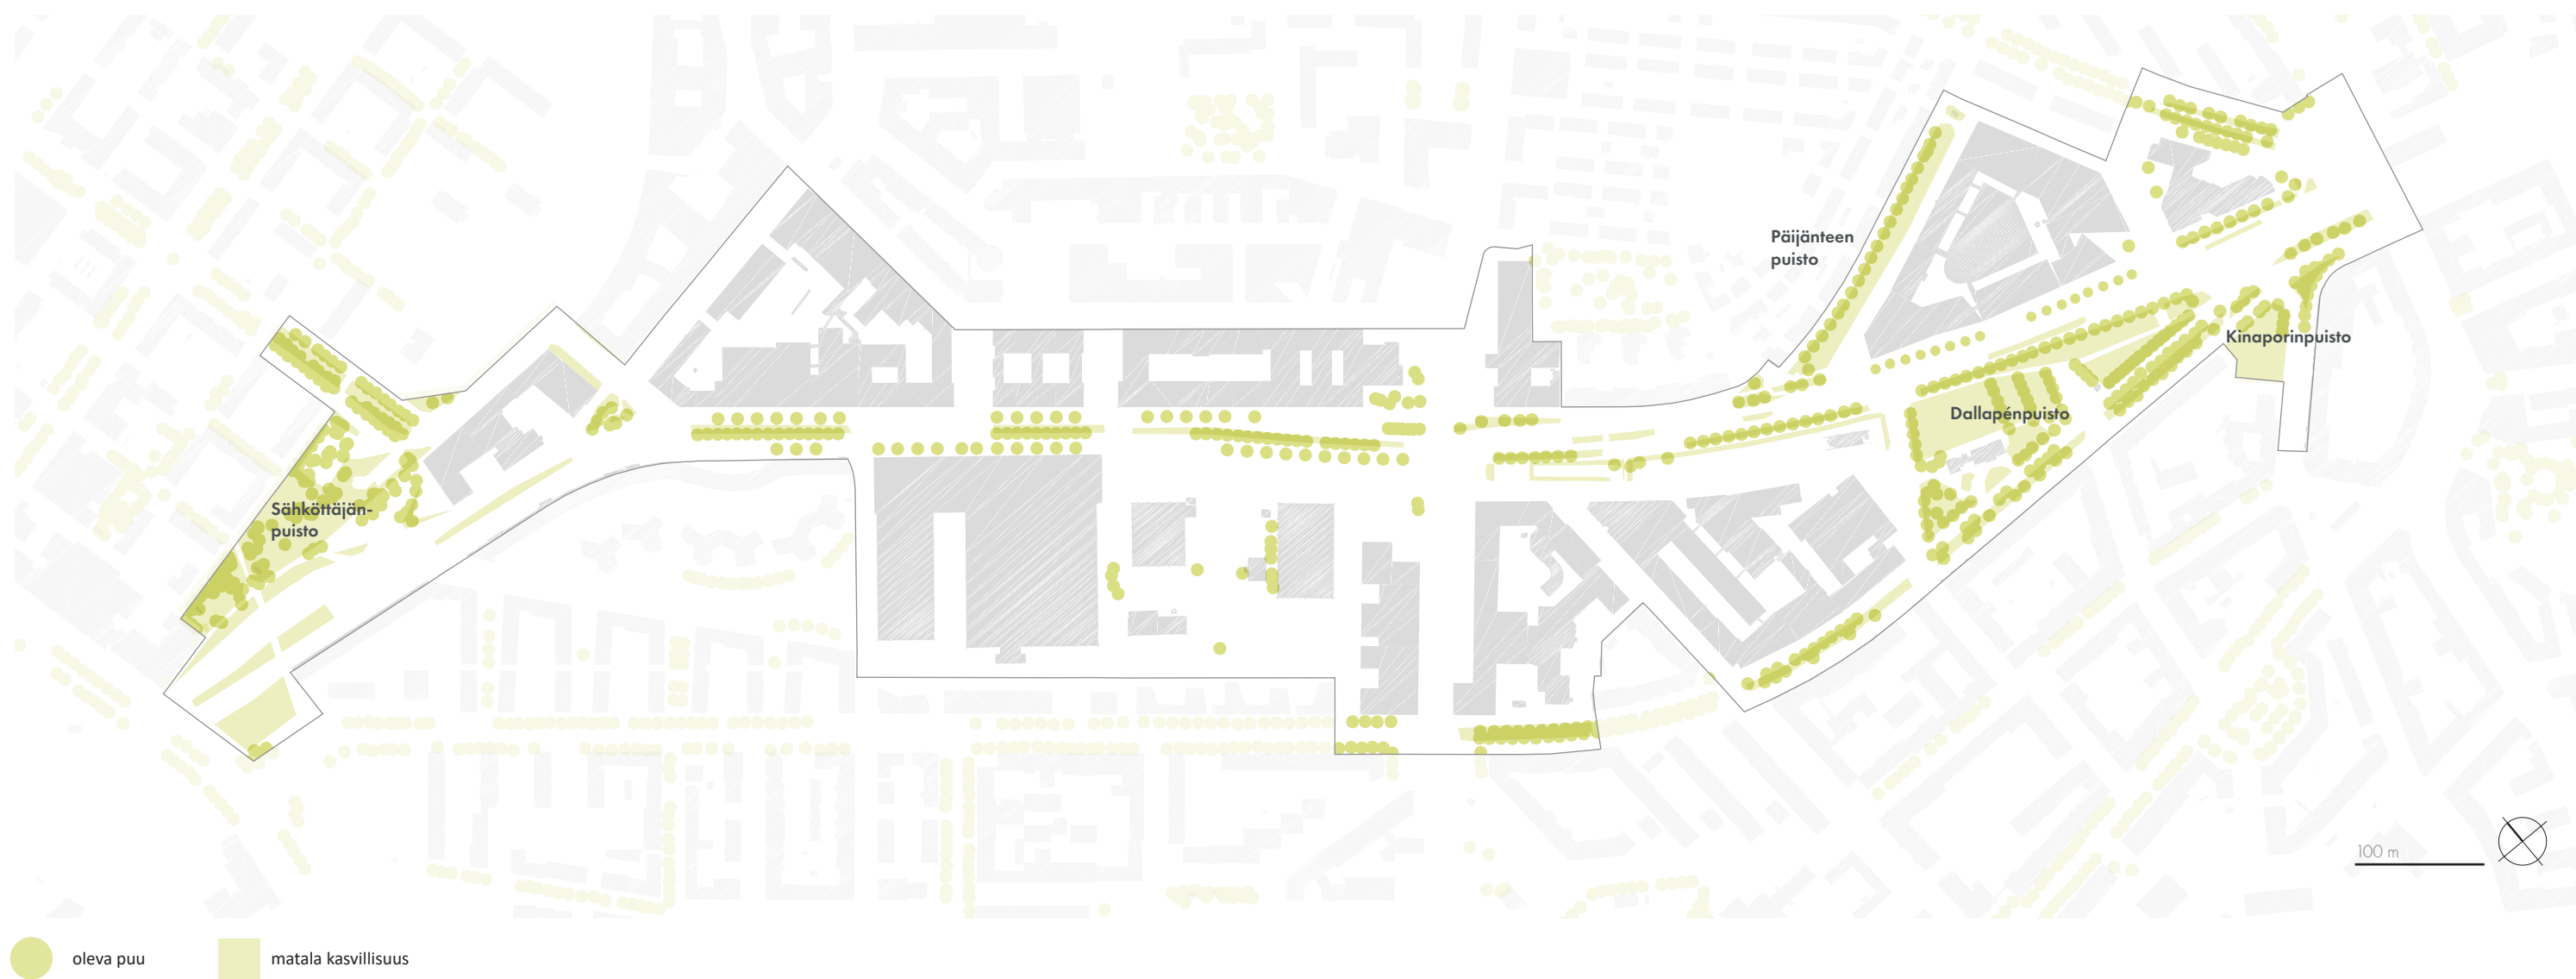 Päijänteen
puisto
Kinaporinpuisto
Dallapénpuisto
Sähköttäjän-
puisto
100 m
oleva puu
matala kasvillisuus